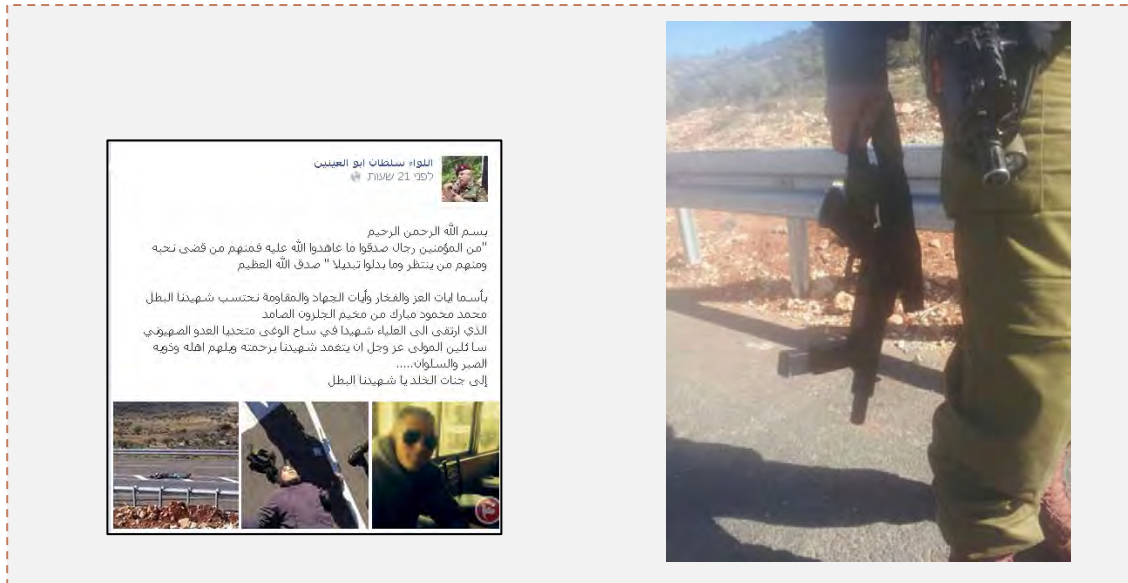 اللواء سلطان ابو العينين
לפני 21 שעות
بسم الله الرحمن الرحيم
"من المؤمنين رجال صدقوا ما عاهدوا الله عليه فمنهم من قضى نحبه
ومنهم من ينتظر وما بدلوا تبديلا " صدق الله العظيم
بأسما ايات العز والفخار وأيات الجهاد والمقاومة نحتسب شهيدنا البطل
محمد محمود مبارك من مخيم الجلزون الصامد
الذي ارتقى الى العلياء شهيدا في ساح الوغى متحديا العدو الصهيوني
سائلين المولى عز وجل ان يتغمد شهيدنا برحمته ويلهم اهله وذويه
الصبر والسلوان.....
إلى جنات الخلد يا شهيدنا البطل